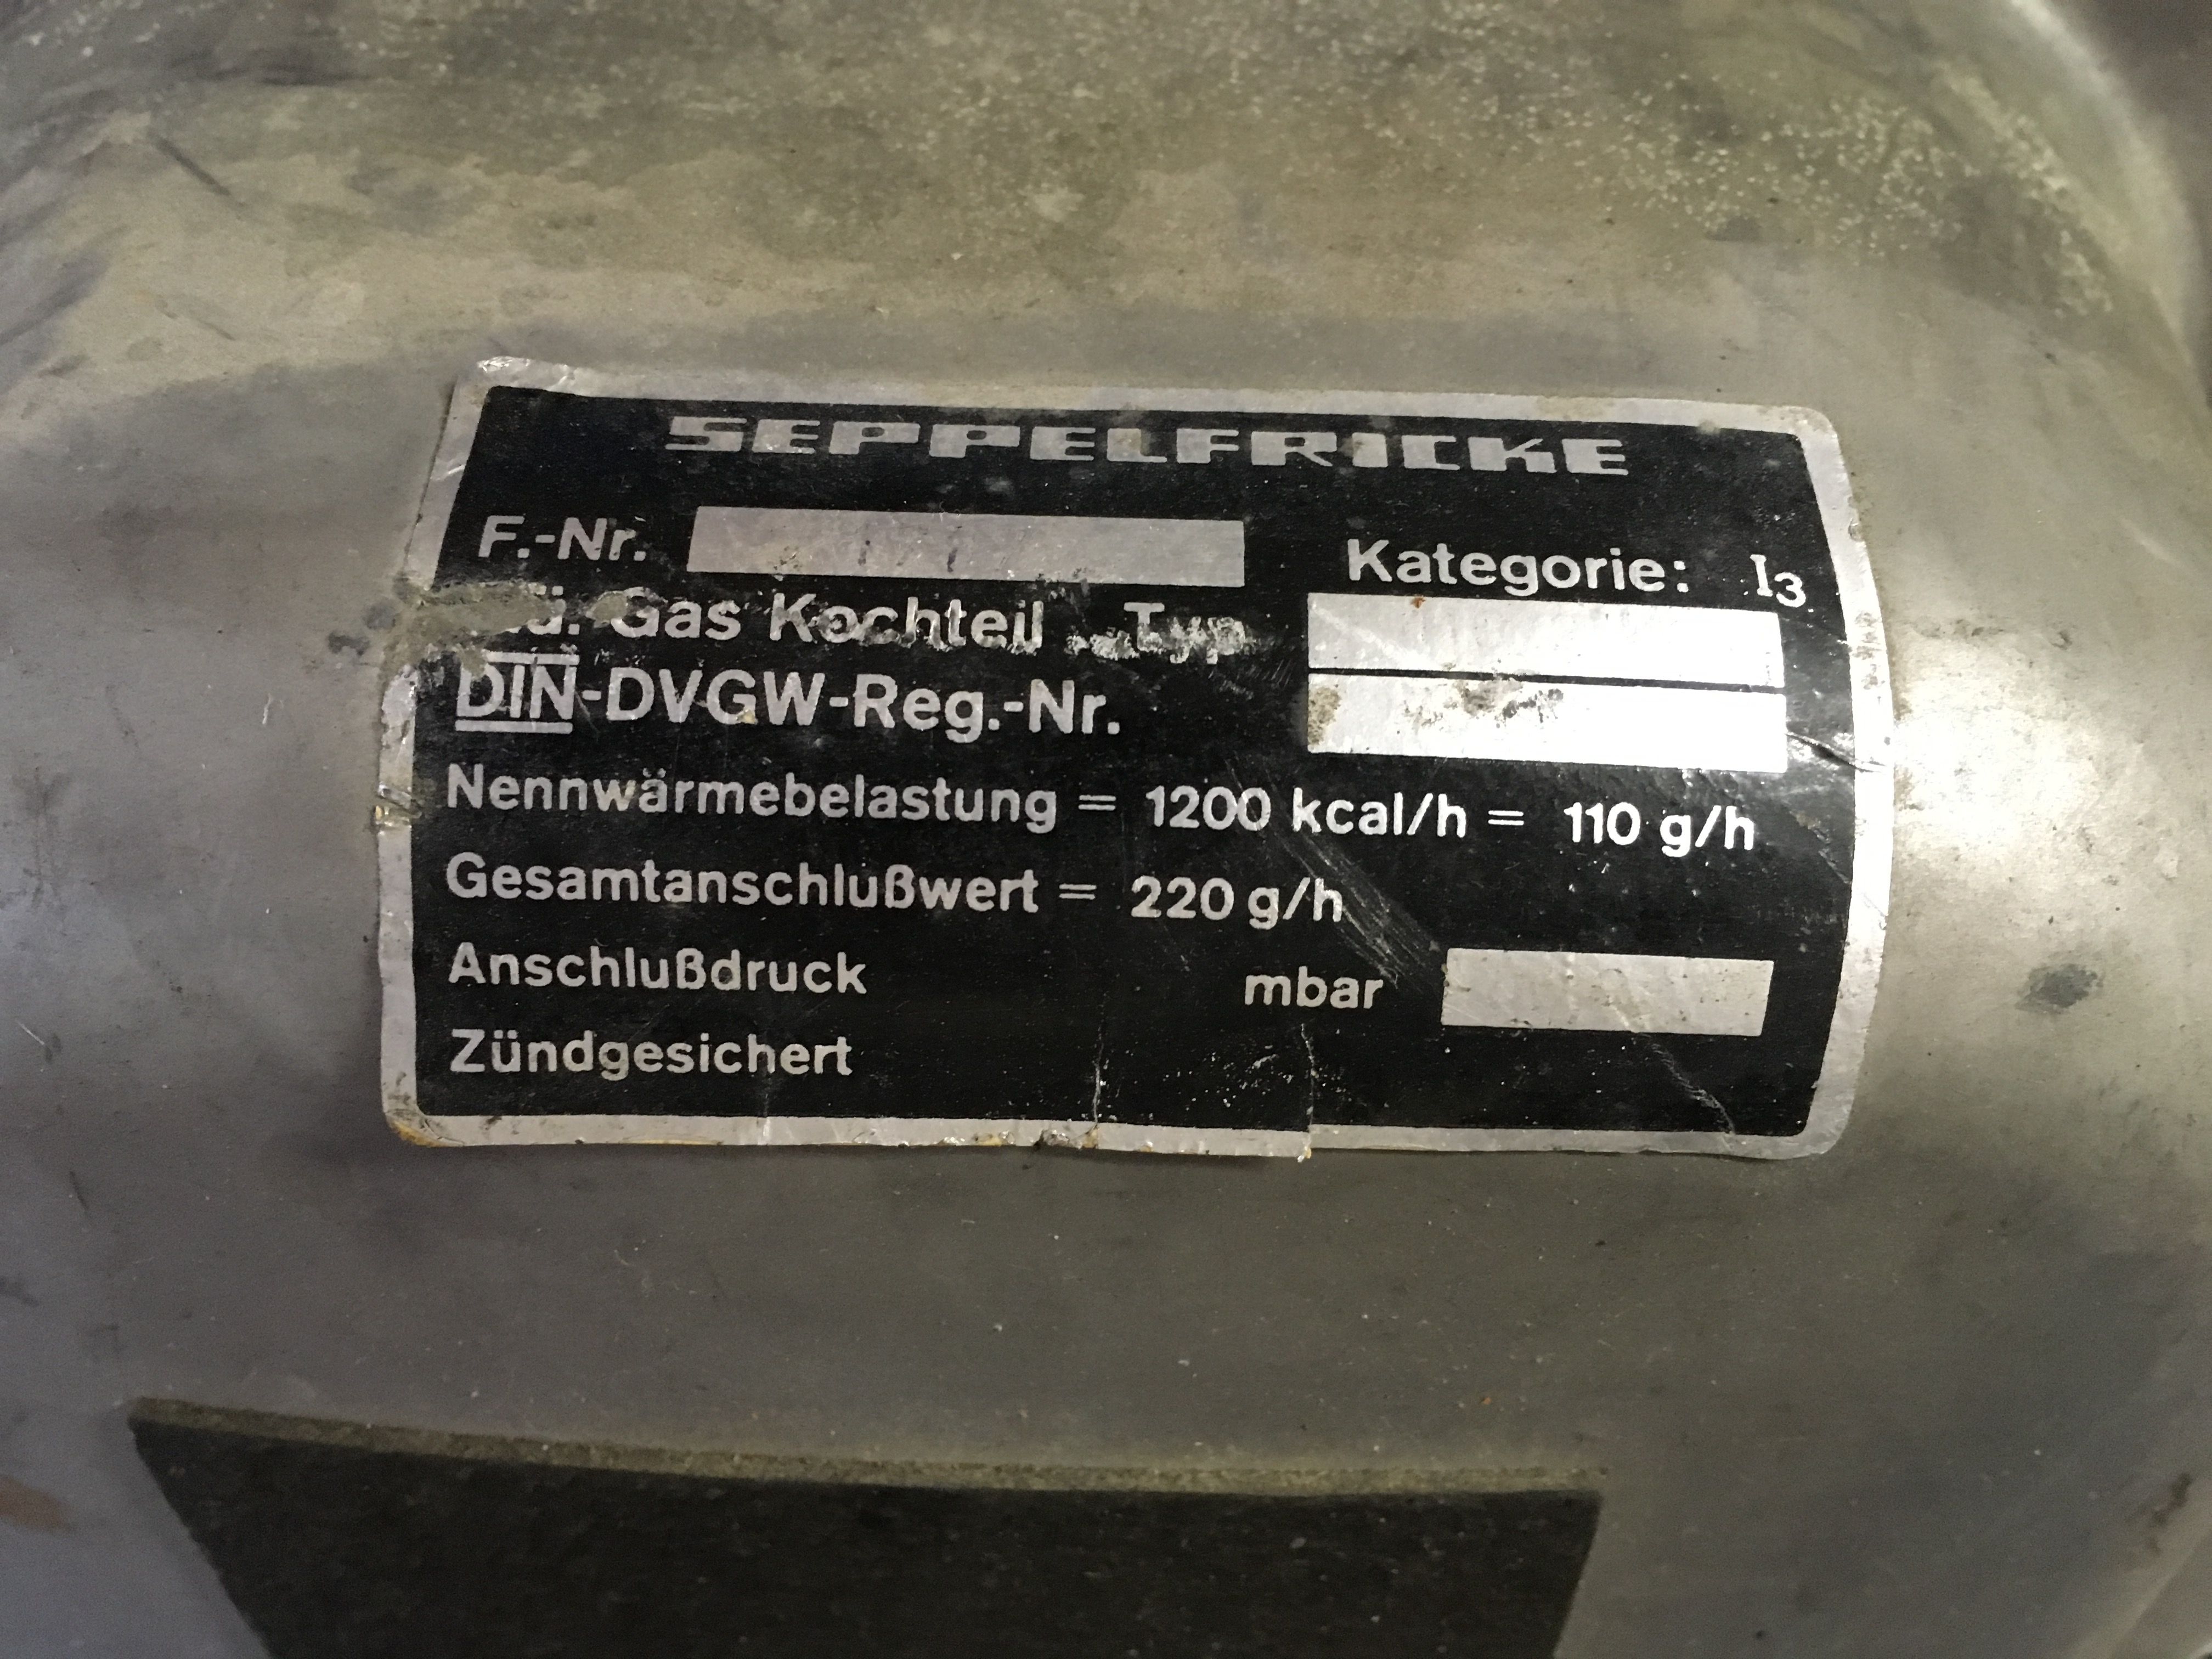 SEPPELFRICKE
F.-Nr.
Kategorie: I3
Gas Kochteil Typ
DIN-DVGW-Reg.-Nr.
Nennwärmebelastung = 1200 kcal/h = 110 g/h
Gesamtanschlußwert = 220 g/h
Anschlußdruck mbar
Zündgesichert